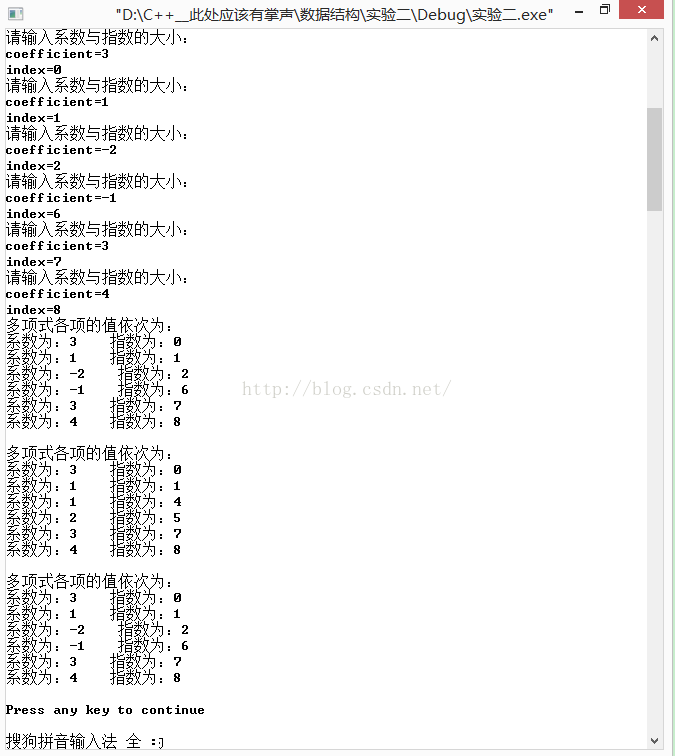 "D:\C++__此处应该有掌声\数据结构\实验二\Debug\实验二.exe"
请输入系数与指数的大小:
coefficient=3
index=0
请输入系数与指数的大小:
coefficient=1
index=1
请输入系数与指数的大小:
coefficient=-2
index=2
请输入系数与指数的大小:
coefficient=-1
index=6
请输入系数与指数的大小:
coefficient=3
index=7
请输入系数与指数的大小:
coefficient=4
index=8
多项式各项的值依次为:
系数为: 3    指数为: 0
系数为: 1    指数为: 1
系数为: -2    指数为: 2
系数为: -1    指数为: 6
http://blog.csdn.net/
系数为: 3    指数为: 7
系数为: 4    指数为: 8
多项式各项的值依次为:
系数为: 3    指数为: 0
系数为: 1    指数为: 1
系数为: 1    指数为: 4
系数为: 2    指数为: 5
系数为: 3    指数为: 7
系数为: 4    指数为: 8
多项式各项的值依次为:
系数为: 3    指数为: 0
系数为: 1    指数为: 1
系数为: -2    指数为: 2
系数为: -1    指数为: 6
系数为: 3    指数为: 7
系数为: 4    指数为: 8
Press any key to continue
搜狗拼音输入法 全 :